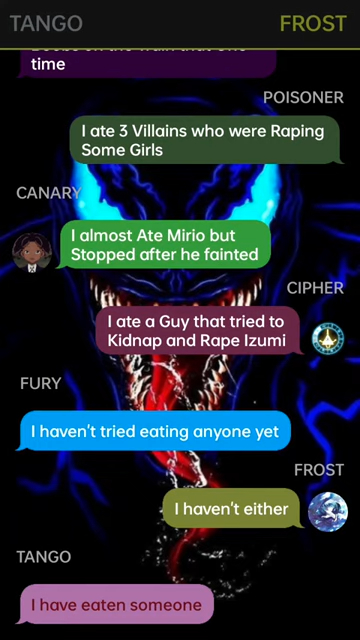 TANGO
FROST
time
POISONER
I ate 3 Villains who were Raping
Some Girls
CANARY
I almost Ate Mirio but
Stopped after he fainted
CIPHER
I ate a Guy that tried to
Kidnap and Rape Izumi
FURY
I haven't tried eating anyone yet
FROST
I haven't either
TANGO
I have eaten someone